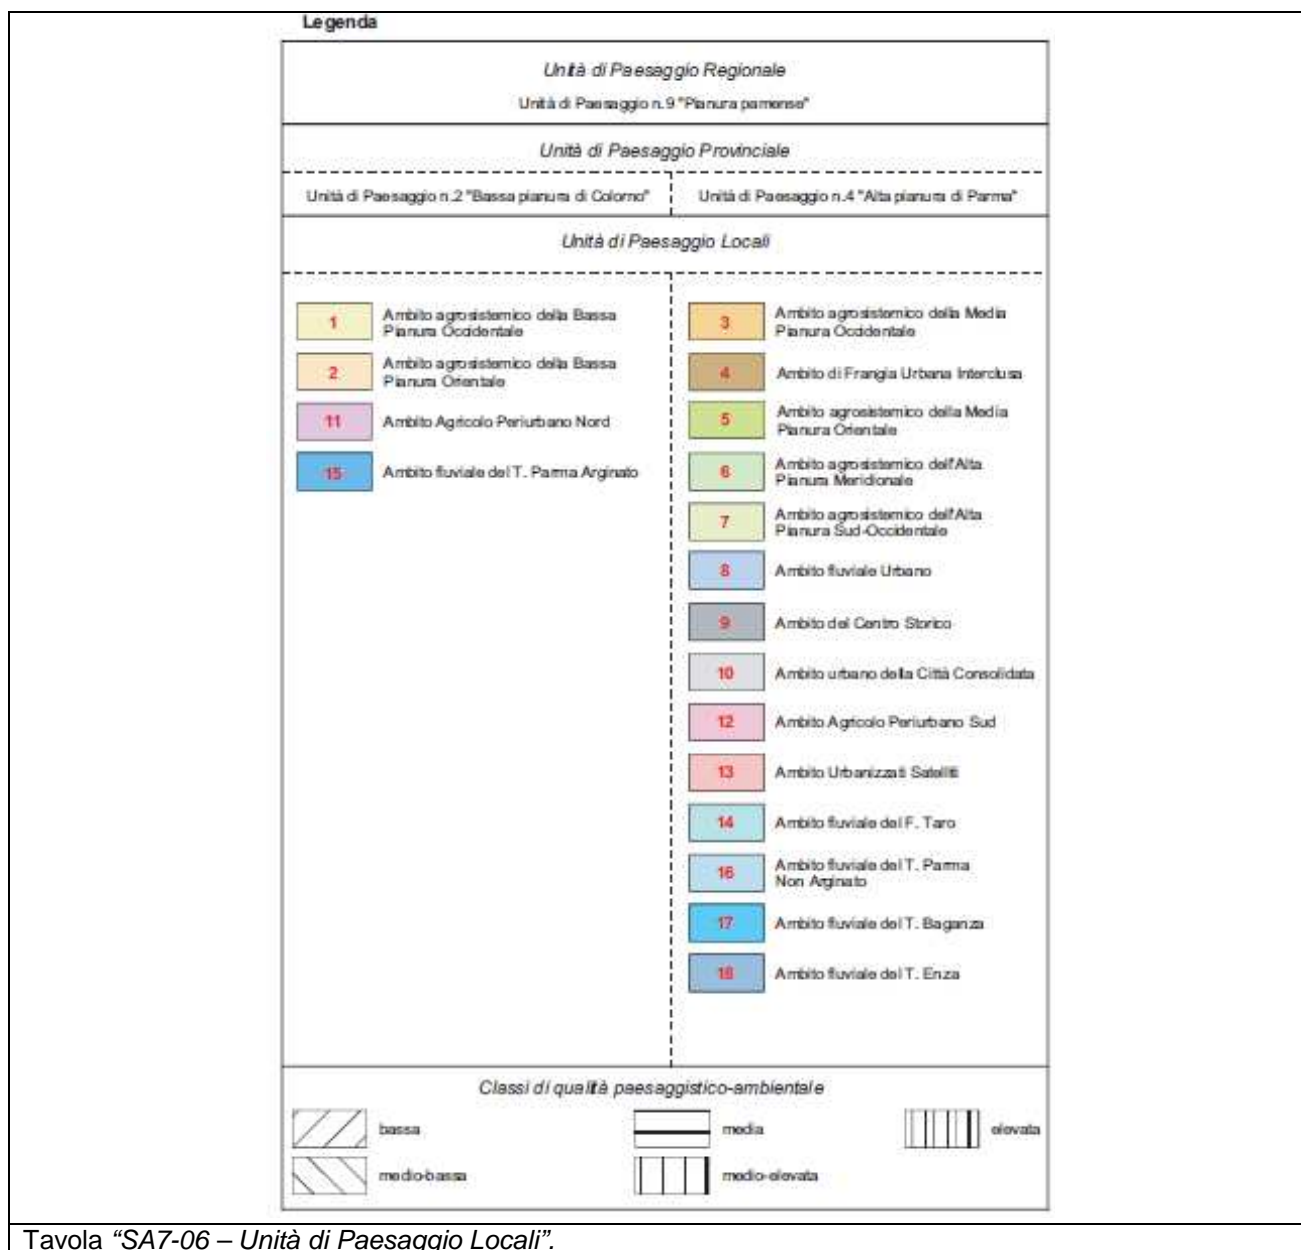 Legenda
Unità di Paesaggio Regionale
Unità di Paesaggio n.9 "Pianura parmense"
Unità di Paesaggio Provinciale
Unità di Paesaggio n.2 "Bassa pianura di Colorno"
Unità di Paesaggio n.4 "Alta pianura di Parma"
Unità di Paesaggio Locali
1 Ambito agrosistemico della Bassa
Pianura Occidentale
2 Ambito agrosistemico della Bassa
Pianura Orientale
11 Ambito Agricolo Periurbano Nord
15 Ambito fluviale del T. Parma Arginato
3 Ambito agrosistemico della Media
Pianura Occidentale
4 Ambito di Frangia Urbana Interclusa
5 Ambito agrosistemico della Media
Pianura Orientale
6 Ambito agrosistemico dell'Alta
Pianura Meridionale
7 Ambito agrosistemico dell'Alta
Pianura Sud-Occidentale
8 Ambito fluviale Urbano
9 Ambito del Centro Storico
10 Ambito urbano della Città Consolidata
12 Ambito Agricolo Periurbano Sud
13 Ambito Urbanizzati Satelliti
14 Ambito fluviale del F. Taro
16 Ambito fluviale del T. Parma
Non Arginato
17 Ambito fluviale del T. Baganza
18 Ambito fluviale del T. Enza
Classi di qualità paesaggistico-ambientale
bassa
media
elevata
medio-bassa
medio-elevata
Tavola "SA7-06 – Unità di Paesaggio Locali".